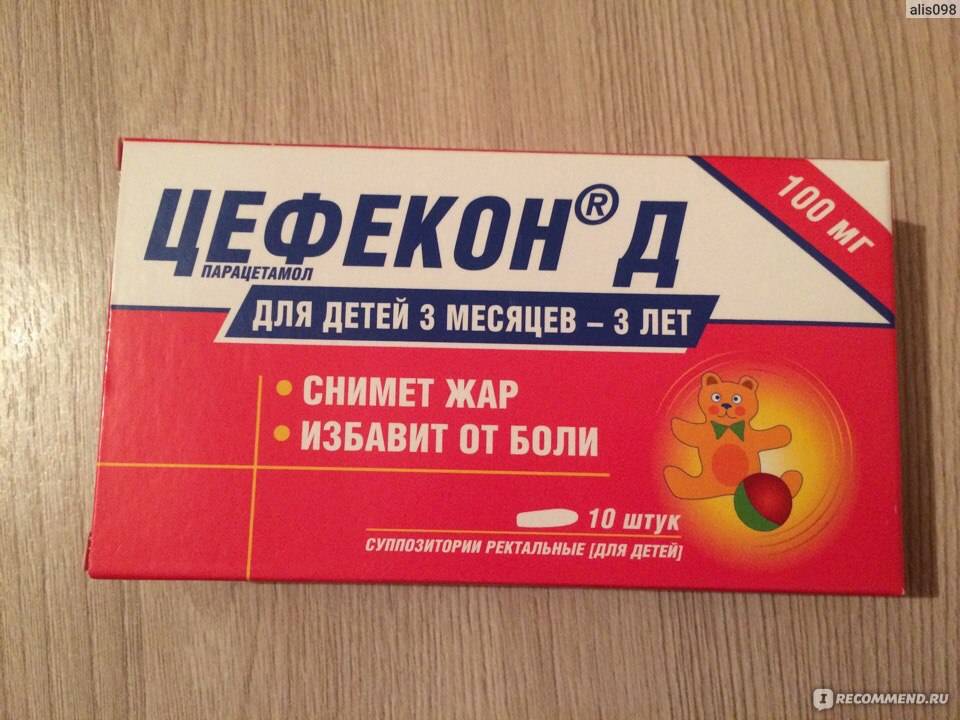 alis098
100 МГ
ЦЕФЕКОН® Д
ПАРАЦЕТАМОЛ
ДЛЯ ДЕТЕЙ 3 МЕСЯЦЕВ – 3 ЛЕТ
• СНИМЕТ ЖАР
• ИЗБАВИТ ОТ БОЛИ
10 штук
СУППОЗИТОРИИ РЕКТАЛЬНЫЕ [ДЛЯ ДЕТЕЙ]
I RECOMMEND.RU